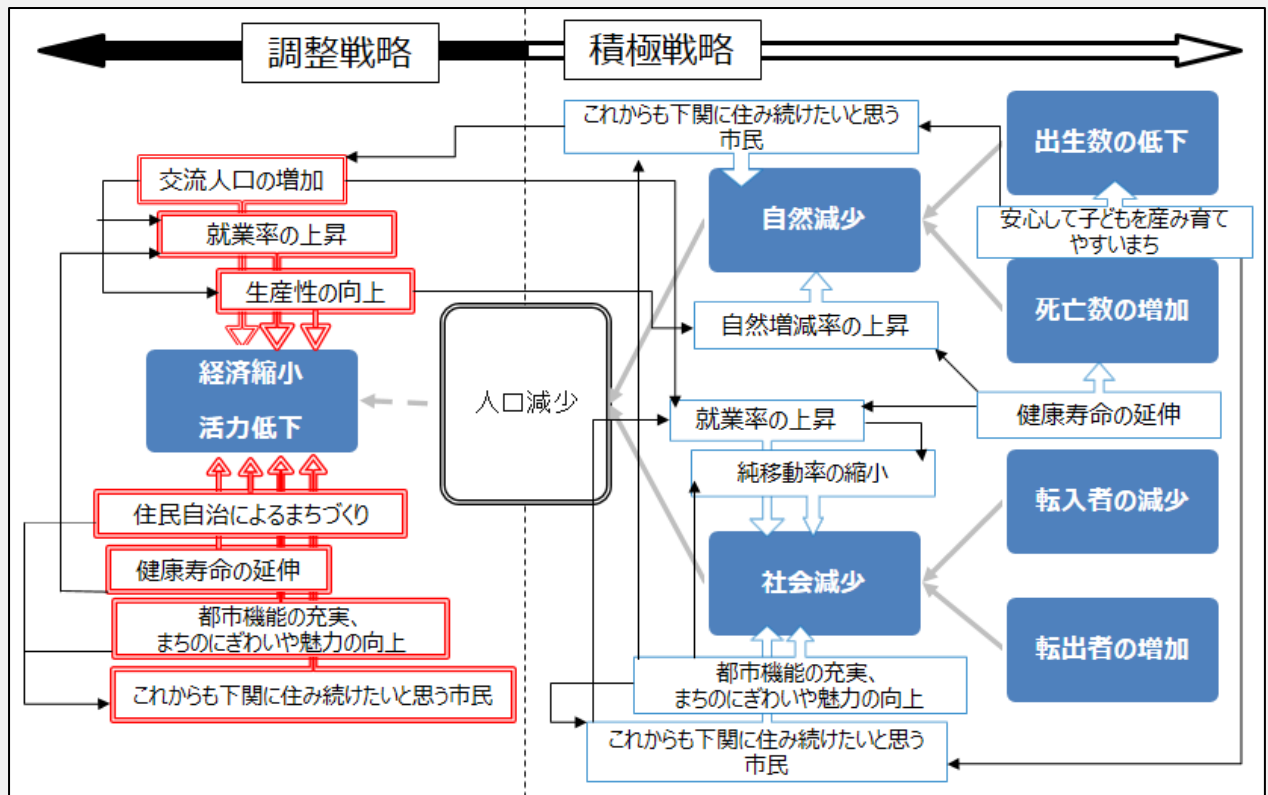 調整戦略
積極戦略
これからも下関に住み続けたいと思う
市民
出生数の低下
交流人口の増加
自然減少
安心して子どもを産み育て
やすいまち
就業率の上昇
生産性の向上
自然増減率の上昇
死亡数の増加
経済縮小
活力低下
人口減少
就業率の上昇
健康寿命の延伸
純移動率の縮小
転入者の減少
住民自治によるまちづくり
健康寿命の延伸
社会減少
都市機能の充実、
まちのにぎわいや魅力の向上
転出者の増加
都市機能の充実、
まちのにぎわいや魅力の向上
これからも下関に住み続けたいと思う市民
これからも下関に住み続けたいと思う
市民